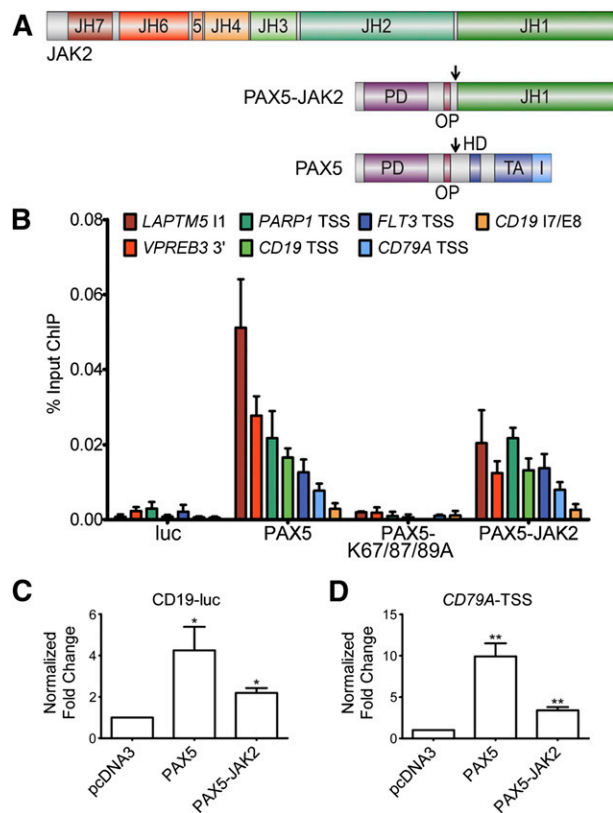 A
JH7 JH6 5 JH4 JH3 JH2 JH1
JAK2
PAX5-JAK2 PD JH1
OP
HD
PAX5 PD TA I
OP
B
LAPTM5 I1 PARP1 TSS FLT3 TSS CD19 I7/E8
VPREB3 3' CD19 TSS CD79A TSS
% Input ChIP
0.08
0.06
0.04
0.02
0.00
luc PAX5 PAX5-K67/87/89A PAX5-JAK2
C
CD19-luc
Normalized
Fold Change
6
4
2
0
* *
pcDNA3 PAX5 PAX5-JAK2
D
CD79A-TSS
Normalized
Fold Change
15
10
5
0
** **
pcDNA3 PAX5 PAX5-JAK2